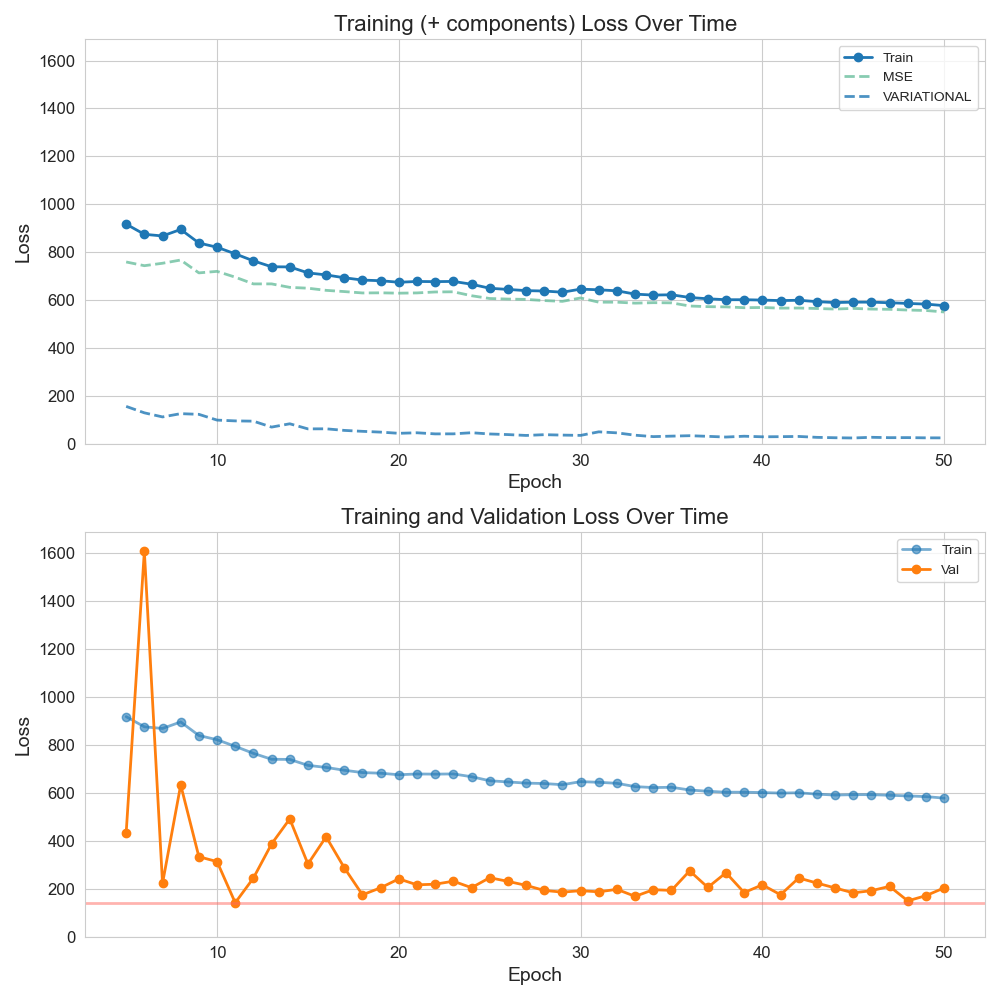 Training (+ components) Loss Over Time
Loss
1600
1400
1200
1000
800
600
400
200
0
Train
MSE
VARIATIONAL
10 20 30 40 50
Epoch
Training and Validation Loss Over Time
Loss
1600
1400
1200
1000
800
600
400
200
0
Train
Val
10 20 30 40 50
Epoch